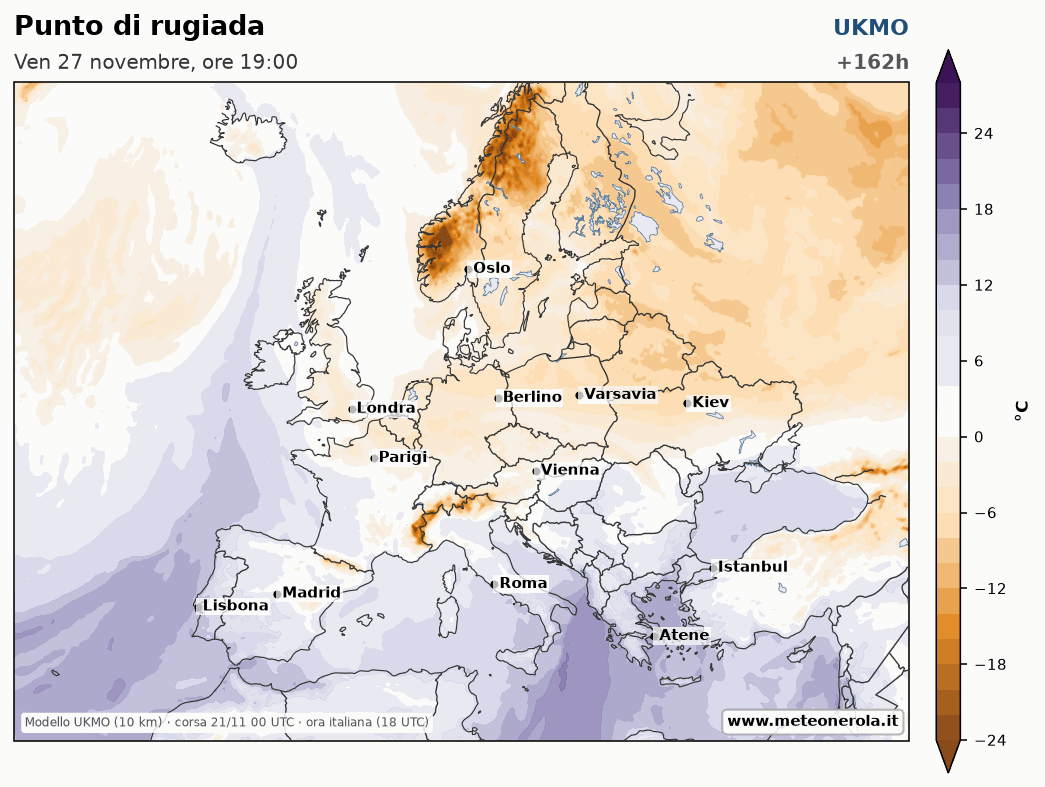 Punto di rugiada
UKMO
Ven 27 novembre, ore 19:00
+162h
24
18
12
6
0
−6
−12
−18
−24
°C
Oslo
Berlino
Varsavia
Kiev
Londra
Parigi
Vienna
Istanbul
Roma
Madrid
Lisbona
Atene
Modello UKMO (10 km) · corsa 21/11 00 UTC · ora italiana (18 UTC)
www.meteonerola.it